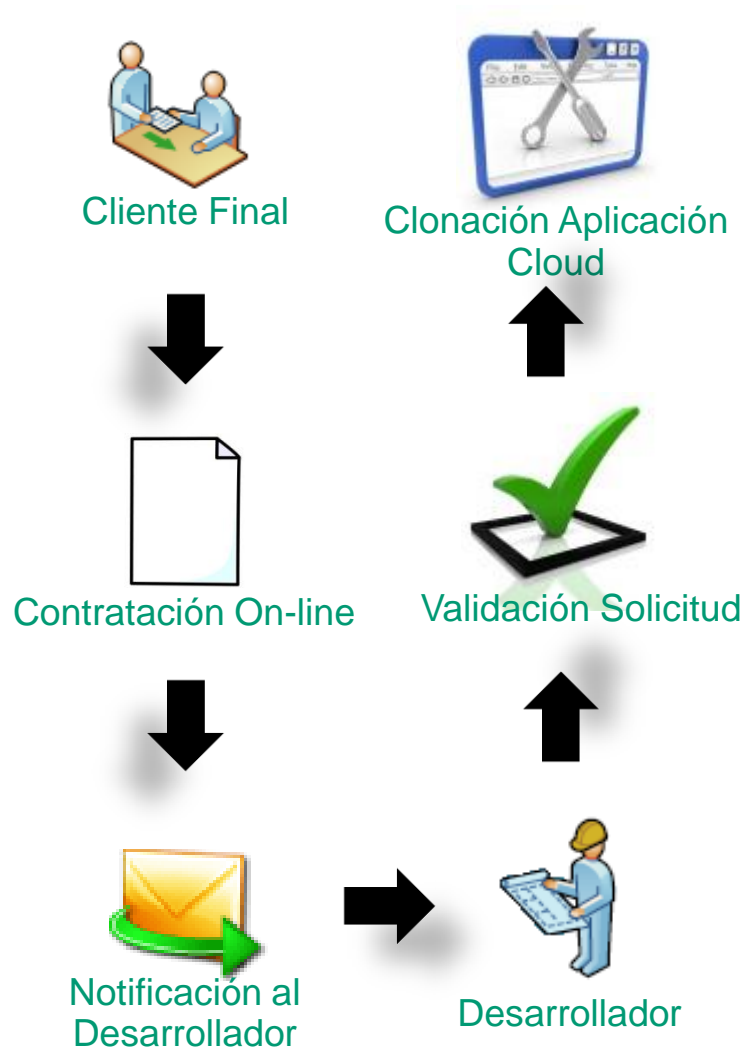 Cliente Final
Contratación On-line
Notificación al
Desarrollador
Desarrollador
Validación Solicitud
Clonación Aplicación
Cloud